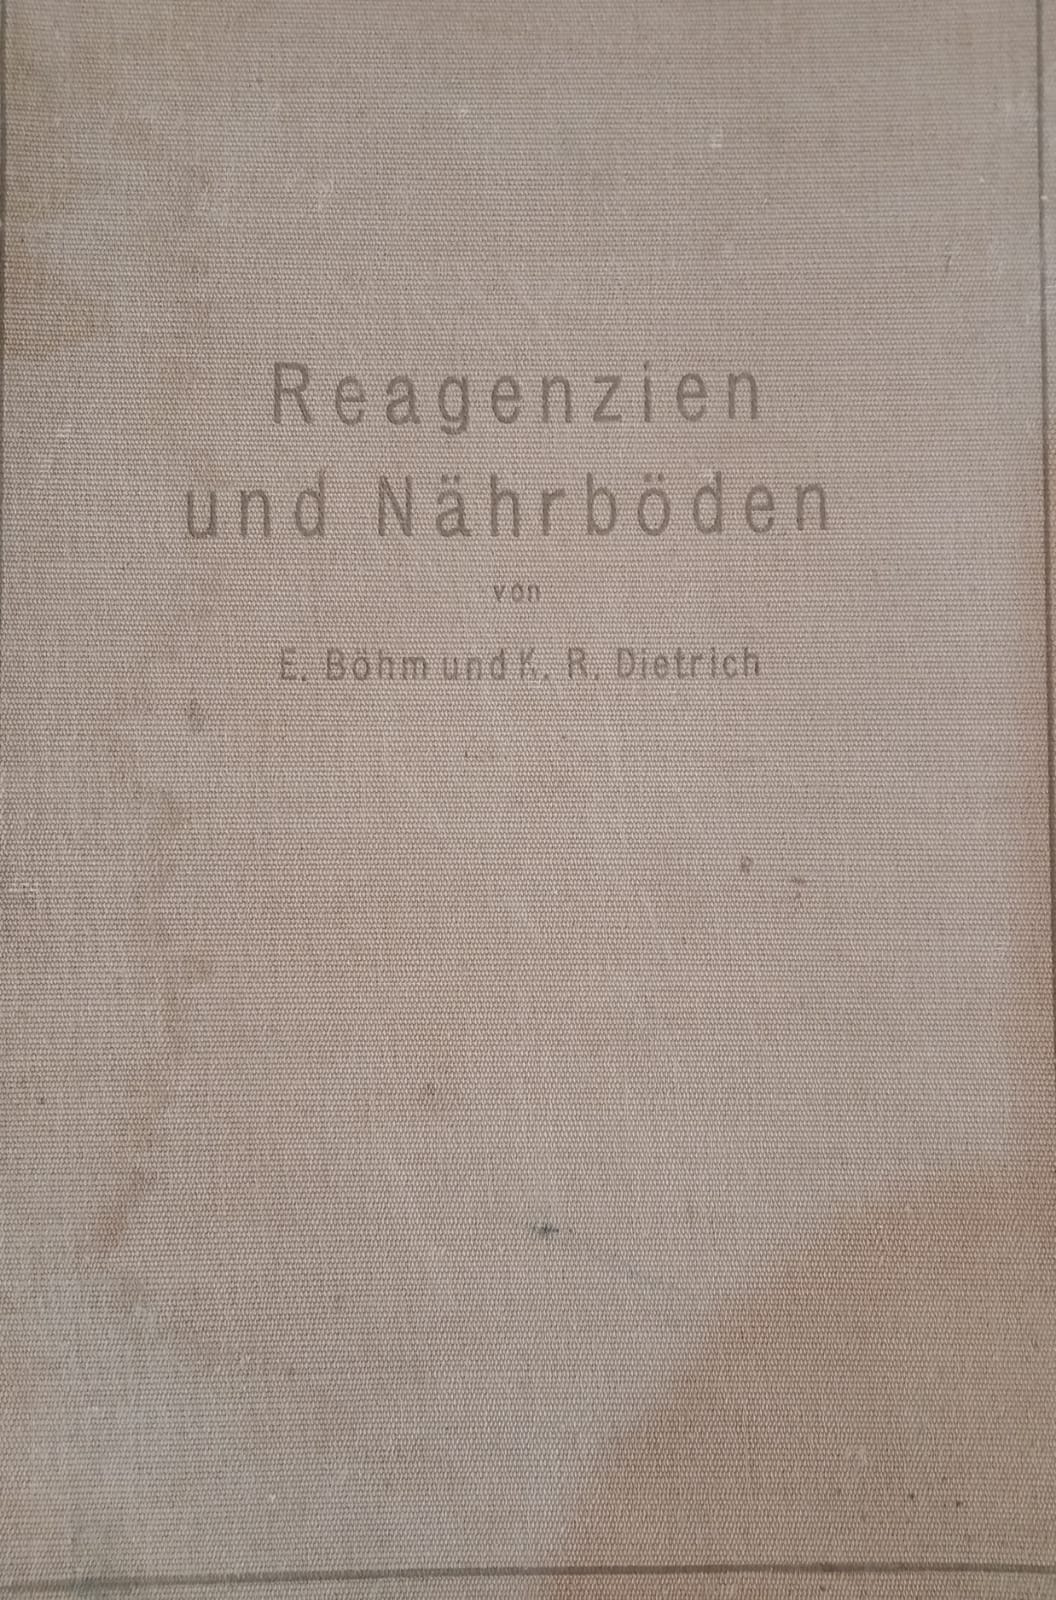 Reagenzien
und Nährböden
von
E. Böhm und K. R. Dietrich